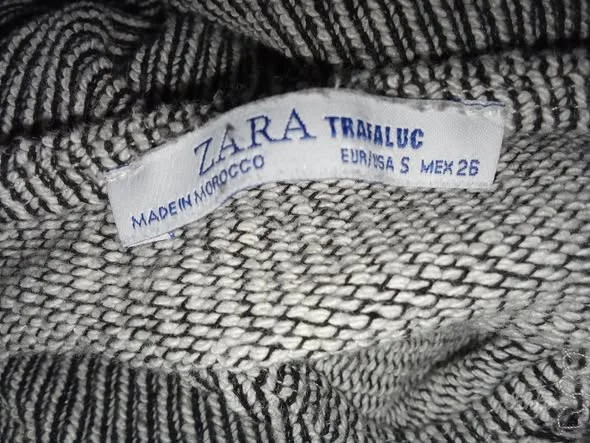 ZARA TRAFALUC
MADE IN MOROCCO EUR/USA S MEX 26